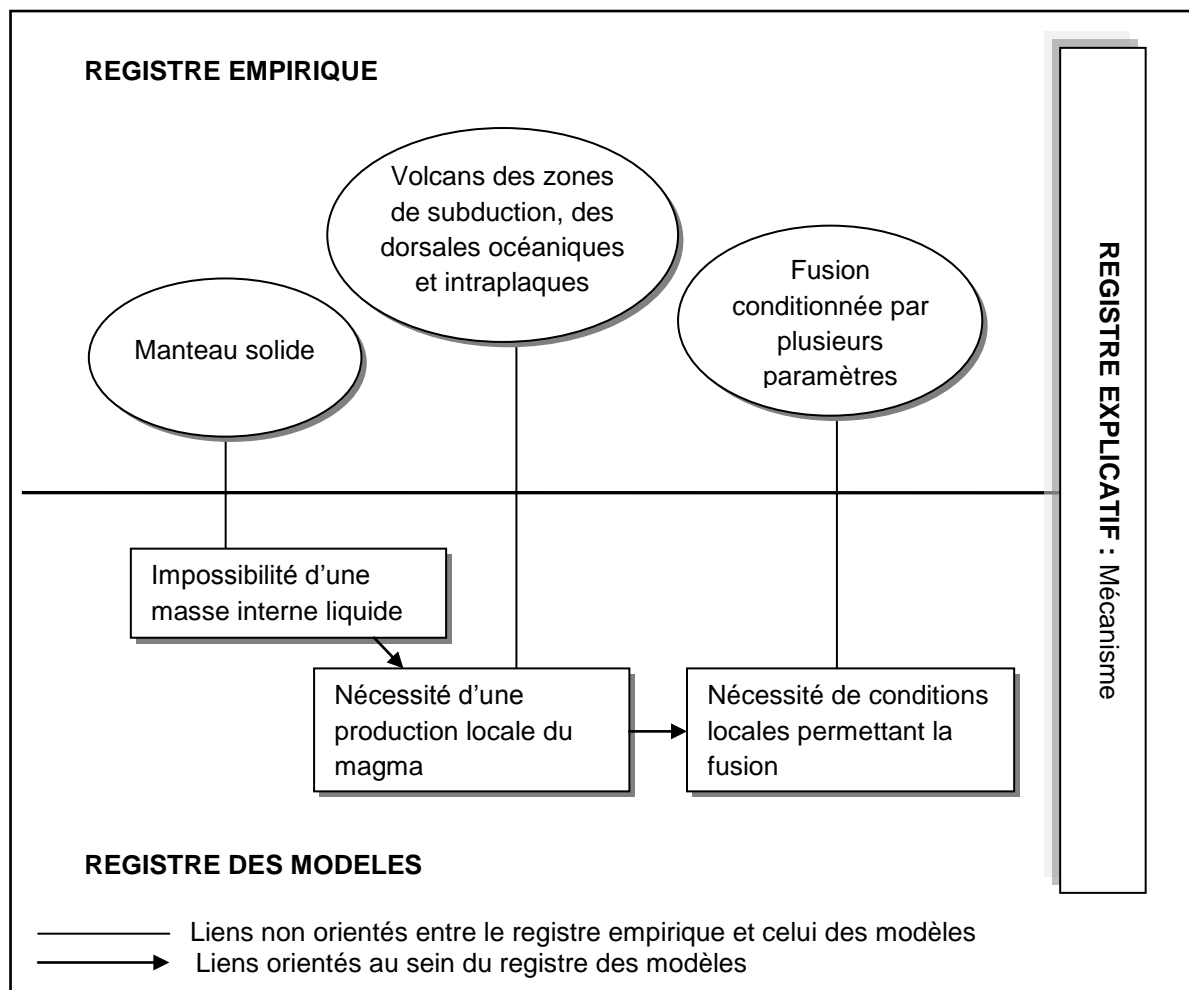 REGISTRE EMPIRIQUE
Volcans des zones
de subduction, des
dorsales océaniques
et intraplaques
Fusion
conditionnée par
plusieurs
paramètres
Manteau solide
Impossibilité d'une
masse interne liquide
Nécessité d'une
production locale du
magma
Nécessité de conditions
locales permettant la
fusion
REGISTRE EXPLICATIF : Mécanisme
REGISTRE DES MODELES
Liens non orientés entre le registre empirique et celui des modèles
Liens orientés au sein du registre des modèles